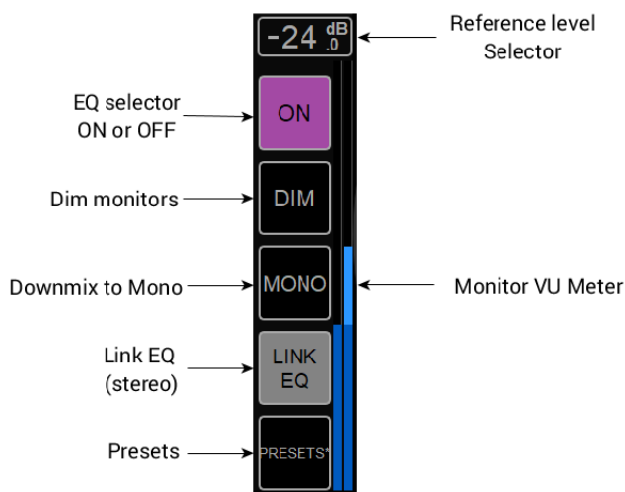 -24 dB .0
Reference level
Selector
EQ selector
ON or OFF
ON
Dim monitors
DIM
Downmix to Mono
MONO
Monitor VU Meter
Link EQ
(stereo)
LINK
EQ
Presets
PRESETS*